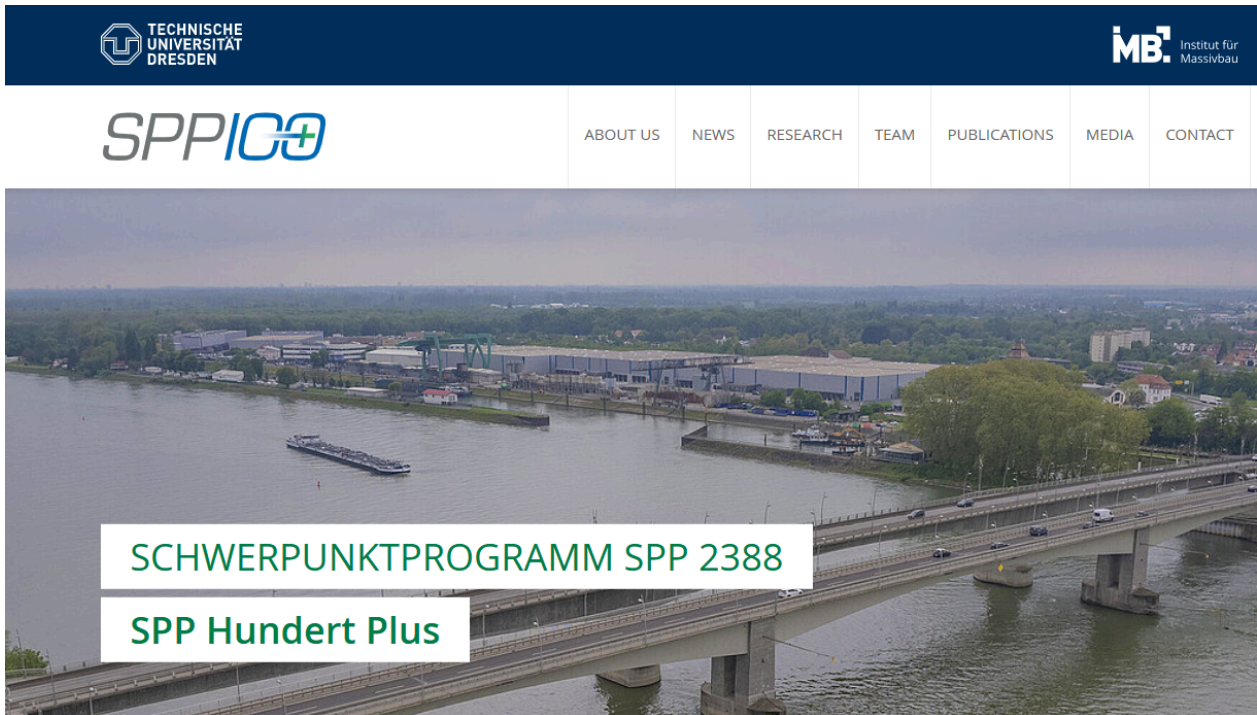 TECHNISCHE
UNIVERSITÄT
DRESDEN
iMB.
Institut für
Massivbau
SPP100+
ABOUT US
NEWS
RESEARCH
TEAM
PUBLICATIONS
MEDIA
CONTACT
SCHWERPUNKTPROGRAMM SPP 2388
SPP Hundert Plus